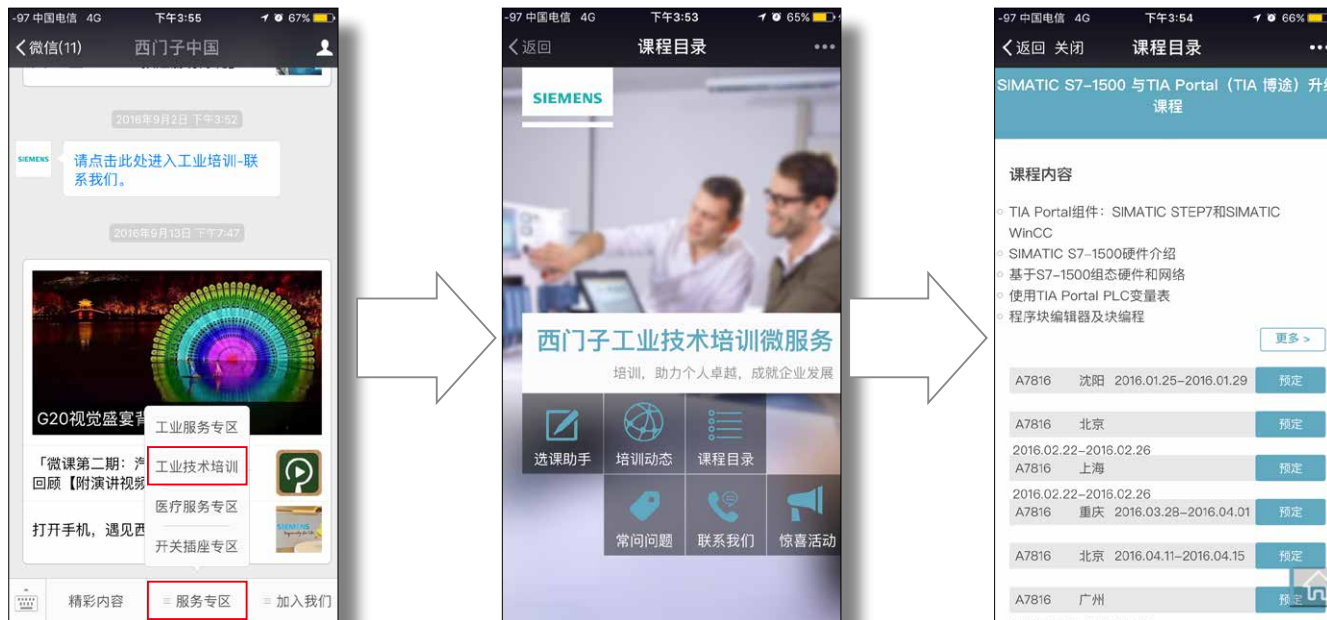 -97 中国电信 4G 下午3:55 67%
微信(11) 西门子中国
2016年9月2日 下午3:52
SIEMENS
请点击此处进入工业培训-联
系我们。
2016年9月13日 下午7:47
G20视觉盛宴背
工业服务专区
「微课第二期：汽
工业技术培训
回顾【附演讲视频
医疗服务专区
打开手机，遇见西
SIEMENS
开关插座专区
精彩内容 服务专区 加入我们
-97 中国电信 4G 下午3:53 65%
返回 课程目录
SIEMENS
西门子工业技术培训微服务
培训，助力个人卓越，成就企业发展
选课助手 培训动态 课程目录
常问问题 联系我们 惊喜活动
-97 中国电信 4G 下午3:54 66%
返回 关闭 课程目录
SIMATIC S7-1500 与TIA Portal（TIA 博途）升级
课程
课程内容
TIA Portal组件：SIMATIC STEP7和SIMATIC
WinCC
SIMATIC S7-1500硬件介绍
基于S7-1500组态硬件和网络
使用TIA Portal PLC变量表
程序块编辑器及块编程
更多 >
A7816 沈阳 2016.01.25-2016.01.29 预定
A7816 北京 预定
2016.02.22-2016.02.26
A7816 上海 预定
2016.02.22-2016.02.26
A7816 重庆 2016.03.28-2016.04.01 预定
A7816 北京 2016.04.11-2016.04.15 预定
A7816 广州 预定